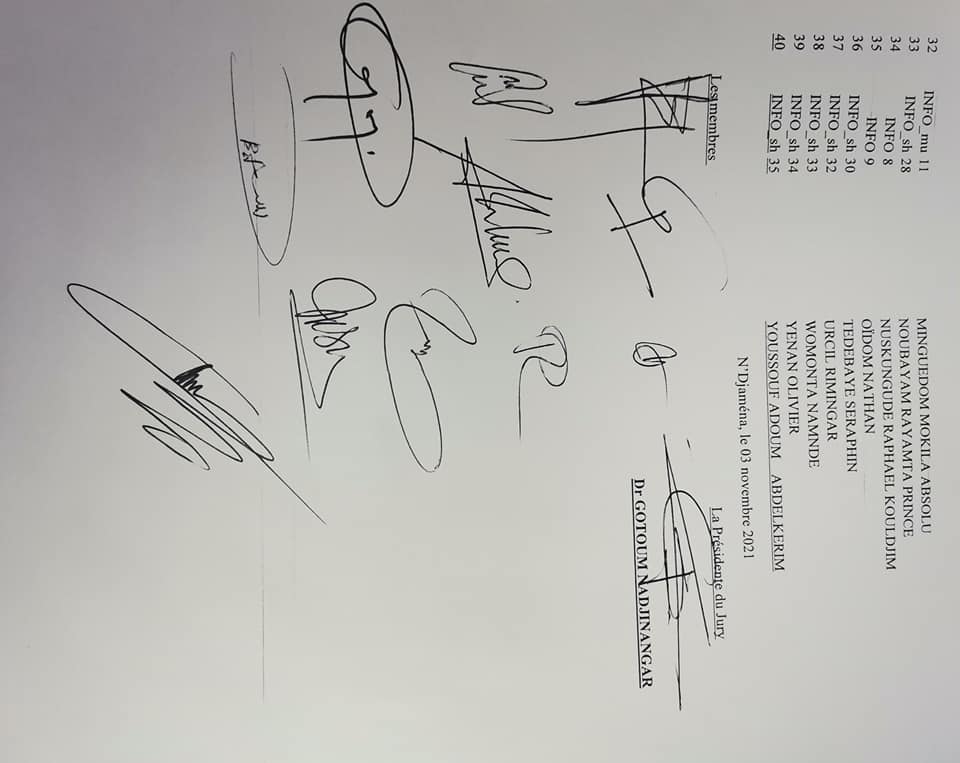 32 INFO_mu 11 MINGUEDOM MOKILA ABSOLU
33 INFO_sh 28 NOUBAYAM RAYAMTA PRINCE
34 INFO 8 NUSKUNGUDE RAPHAEL KOULDJIM
35 INFO 9 OÏDOM NATHAN
36 INFO_sh 30 TEDEBAYE SERAPHIN
37 INFO_sh 32 URCIL RIMINGAR
38 INFO_sh 33 WOMONTA NAMNDE
39 INFO_sh 34 YENAN OLIVIER
40 INFO_sh 35 YOUSSOUF ADOUM ABDELKERIM
N'Djaména, le 03 novembre 2021
Les membres La Présidente du Jury
Dr GOTOUM NADJINANGAR